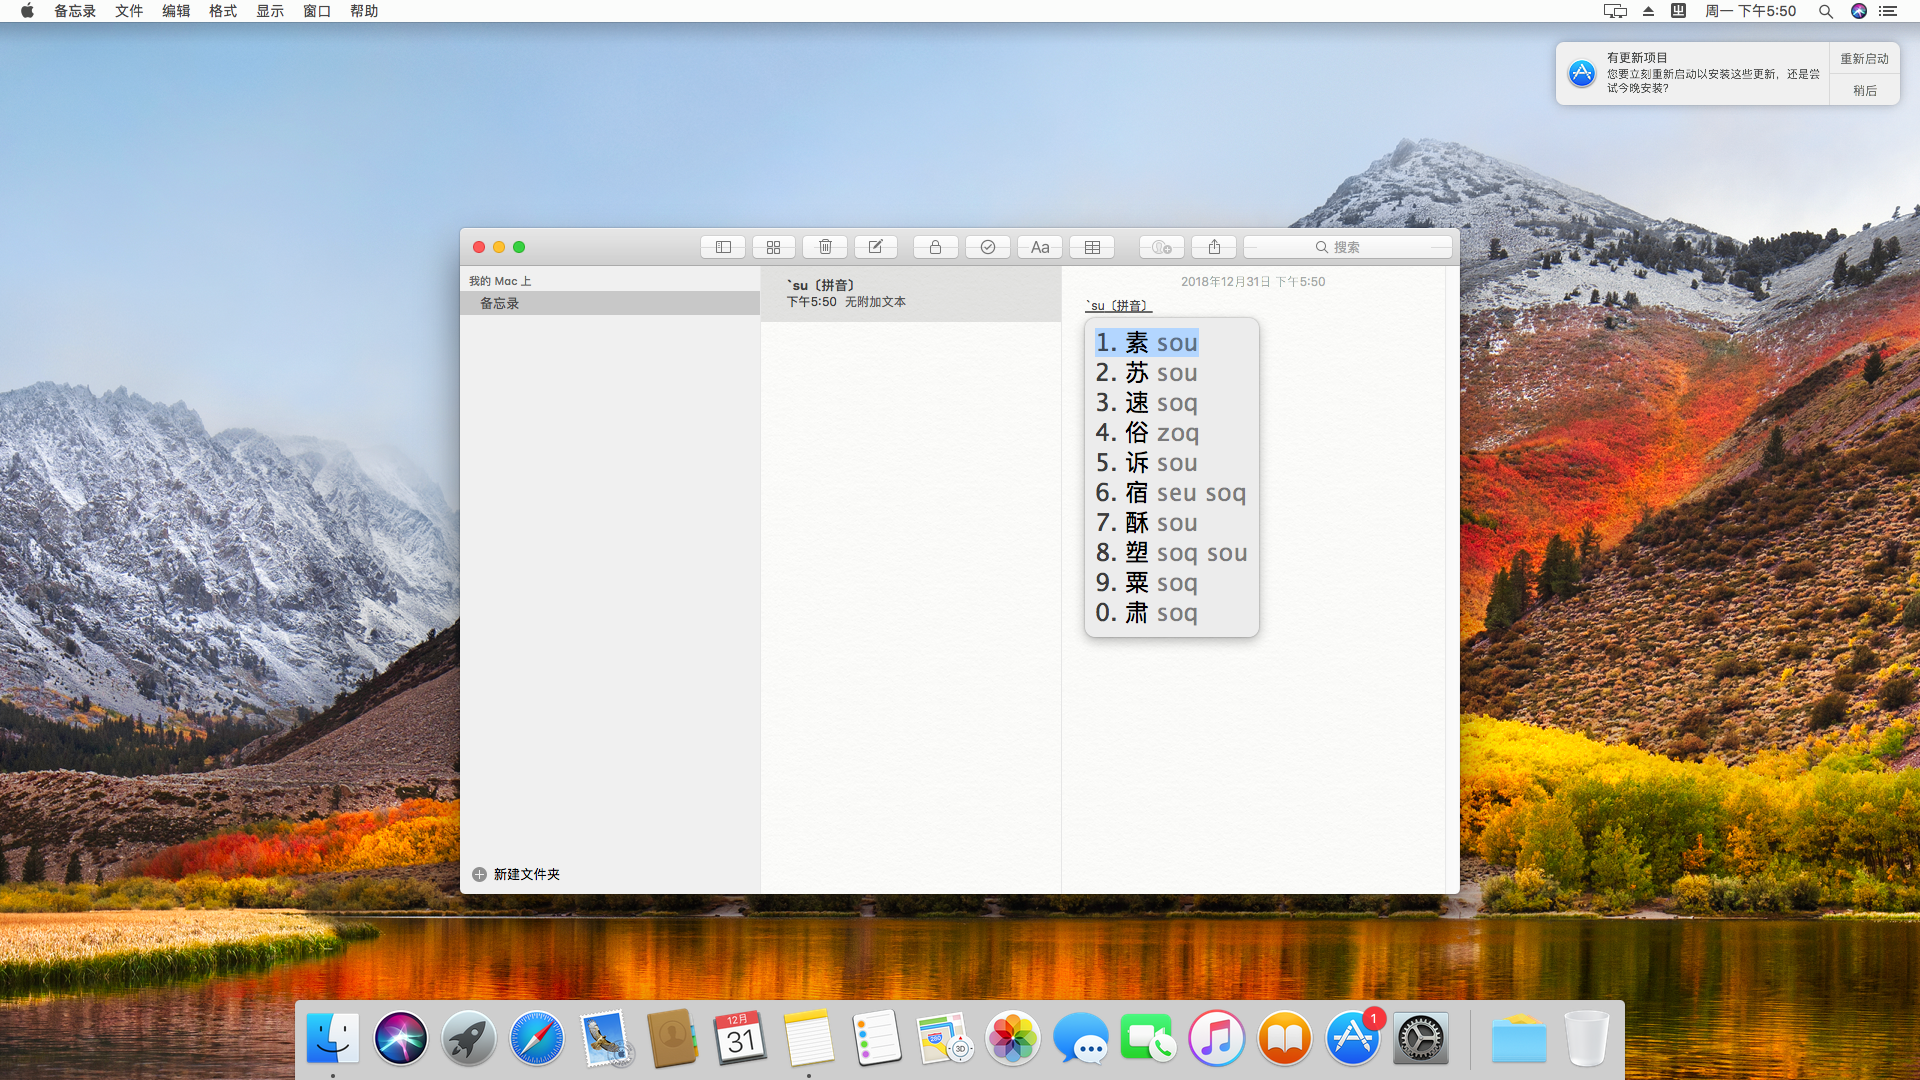 备忘录 文件 编辑 格式 显示 窗口 帮助
周一 下午5:50
有更新项目
您要立刻重新启动以安装这些更新，还是尝
试今晚安装？
重新启动
稍后
Aa
搜索
我的 Mac 上
备忘录
`su〔拼音〕
下午5:50 无附加文本
2018年12月31日 下午5:50
`su〔拼音〕
1. 素 sou
2. 苏 sou
3. 速 soq
4. 俗 zoq
5. 诉 sou
6. 宿 seu soq
7. 酥 sou
8. 塑 soq sou
9. 粟 soq
0. 肃 soq
新建文件夹
12月
31
3D
1